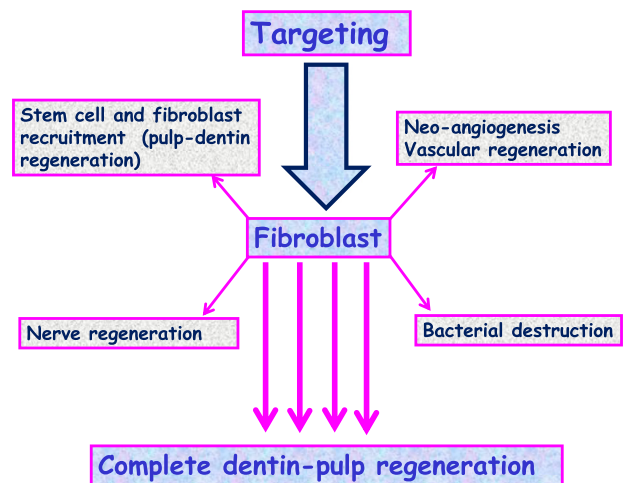 Targeting
Stem cell and fibroblast
recruitment (pulp-dentin
regeneration)
Neo-angiogenesis
Vascular regeneration
Fibroblast
Nerve regeneration
Bacterial destruction
Complete dentin-pulp regeneration